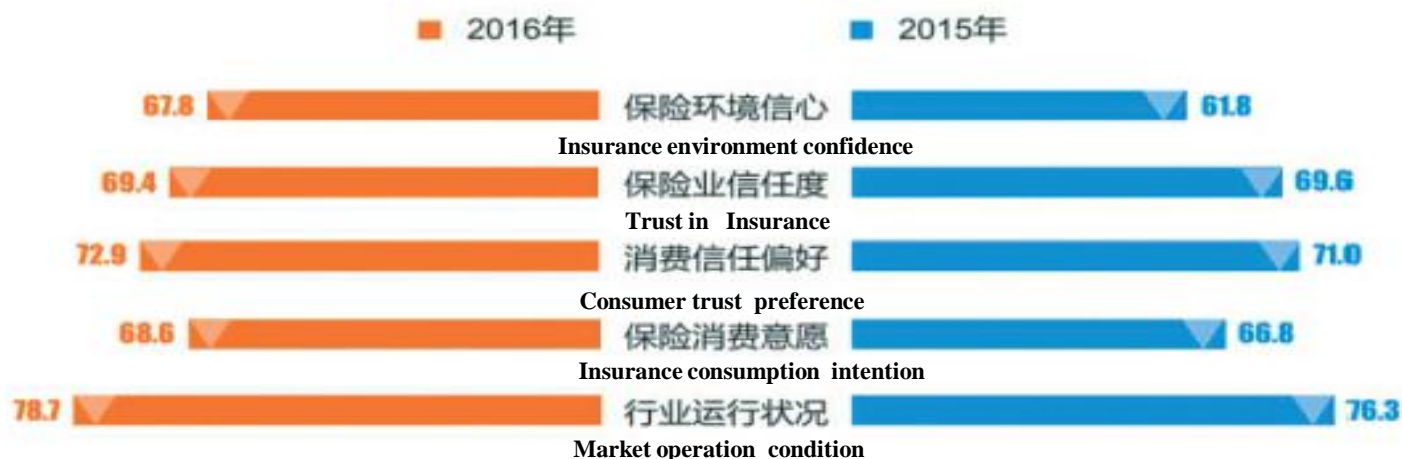 2016年 2015年
67.8 保险环境信心 61.8
Insurance environment confidence
69.4 保险业信任度 69.6
Trust in Insurance
72.9 消费信任偏好 71.0
Consumer trust preference
68.6 保险消费意愿 66.8
Insurance consumption intention
78.7 行业运行状况 76.3
Market operation condition